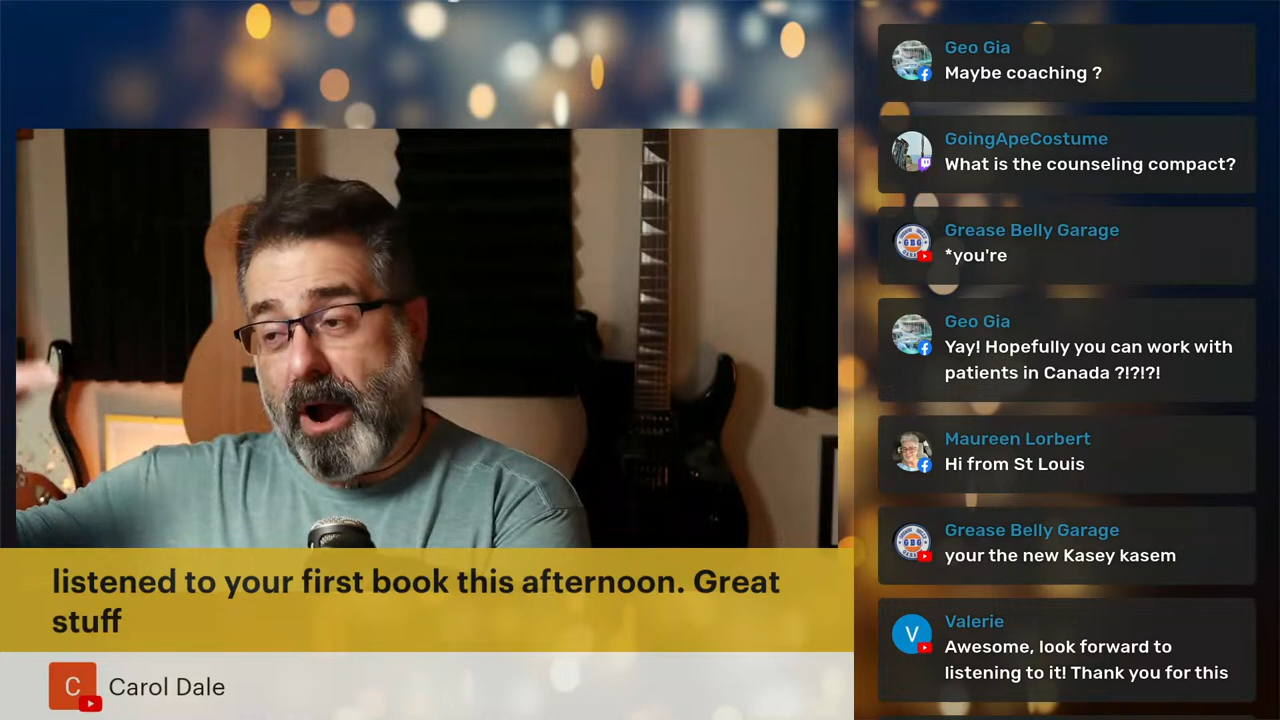 listened to your first book this afternoon. Great
stuff
C
Carol Dale
Geo Gia
Maybe coaching ?
GoingApeCostume
What is the counseling compact?
Grease Belly Garage
*you're
Geo Gia
Yay! Hopefully you can work with
patients in Canada ?!?!?!
Maureen Lorbert
Hi from St Louis
Grease Belly Garage
your the new Kasey kasem
V
Valerie
Awesome, look forward to
listening to it! Thank you for this